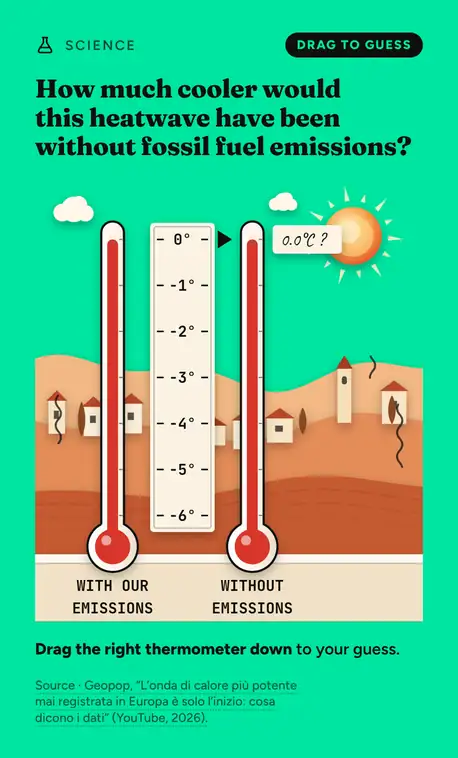 SCIENCE
DRAG TO GUESS
How much cooler would
this heatwave have been
without fossil fuel emissions?
0°
0.0°C ?
-1°
-2°
-3°
-4°
-5°
-6°
WITH OUR
EMISSIONS
WITHOUT
EMISSIONS
Drag the right thermometer down to your guess.
Source · Geopop, “L’onda di calore più potente
mai registrata in Europa è solo l’inizio: cosa
dicono i dati” (YouTube, 2026).